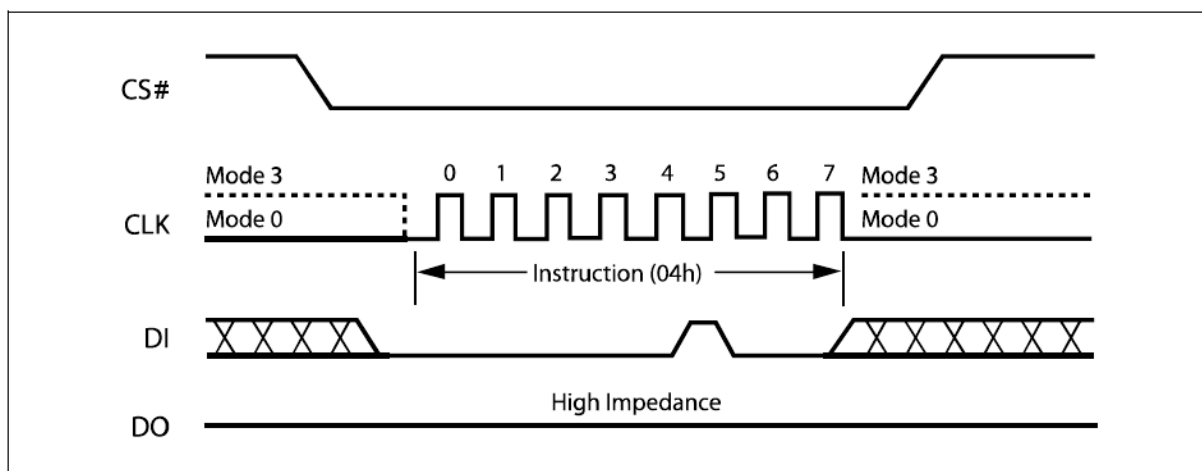 CS#
0 1 2 3 4 5 6 7
Mode 3 Mode 3
Mode 0 Mode 0
CLK
Instruction (04h)
DI
High Impedance
DO